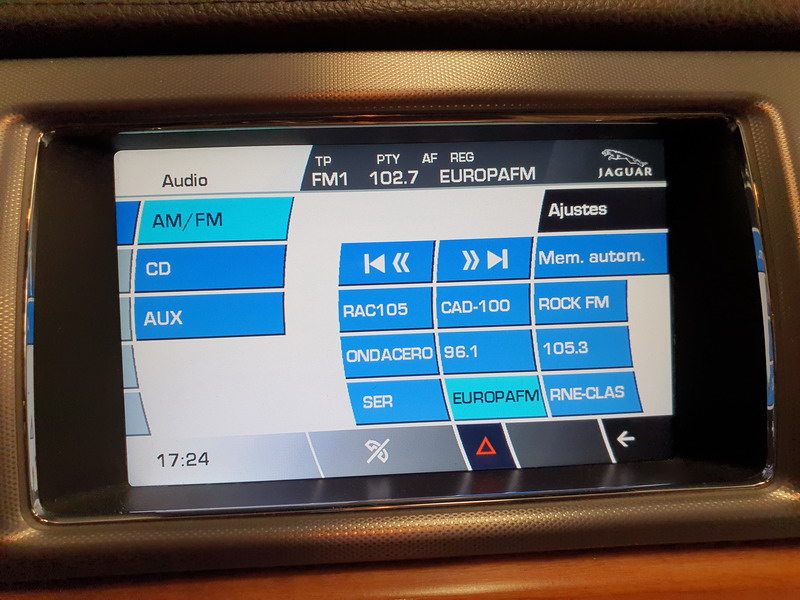 Audio
TP PTY AF REG
FM1 102.7 EUROPAFM
JAGUAR
AM/FM
CD
AUX
Ajustes
Mem. autom.
RAC105 CAD-100 ROCK FM
ONDACERO 96.1 105.3
SER EUROPAFM RNE-CLAS
17:24